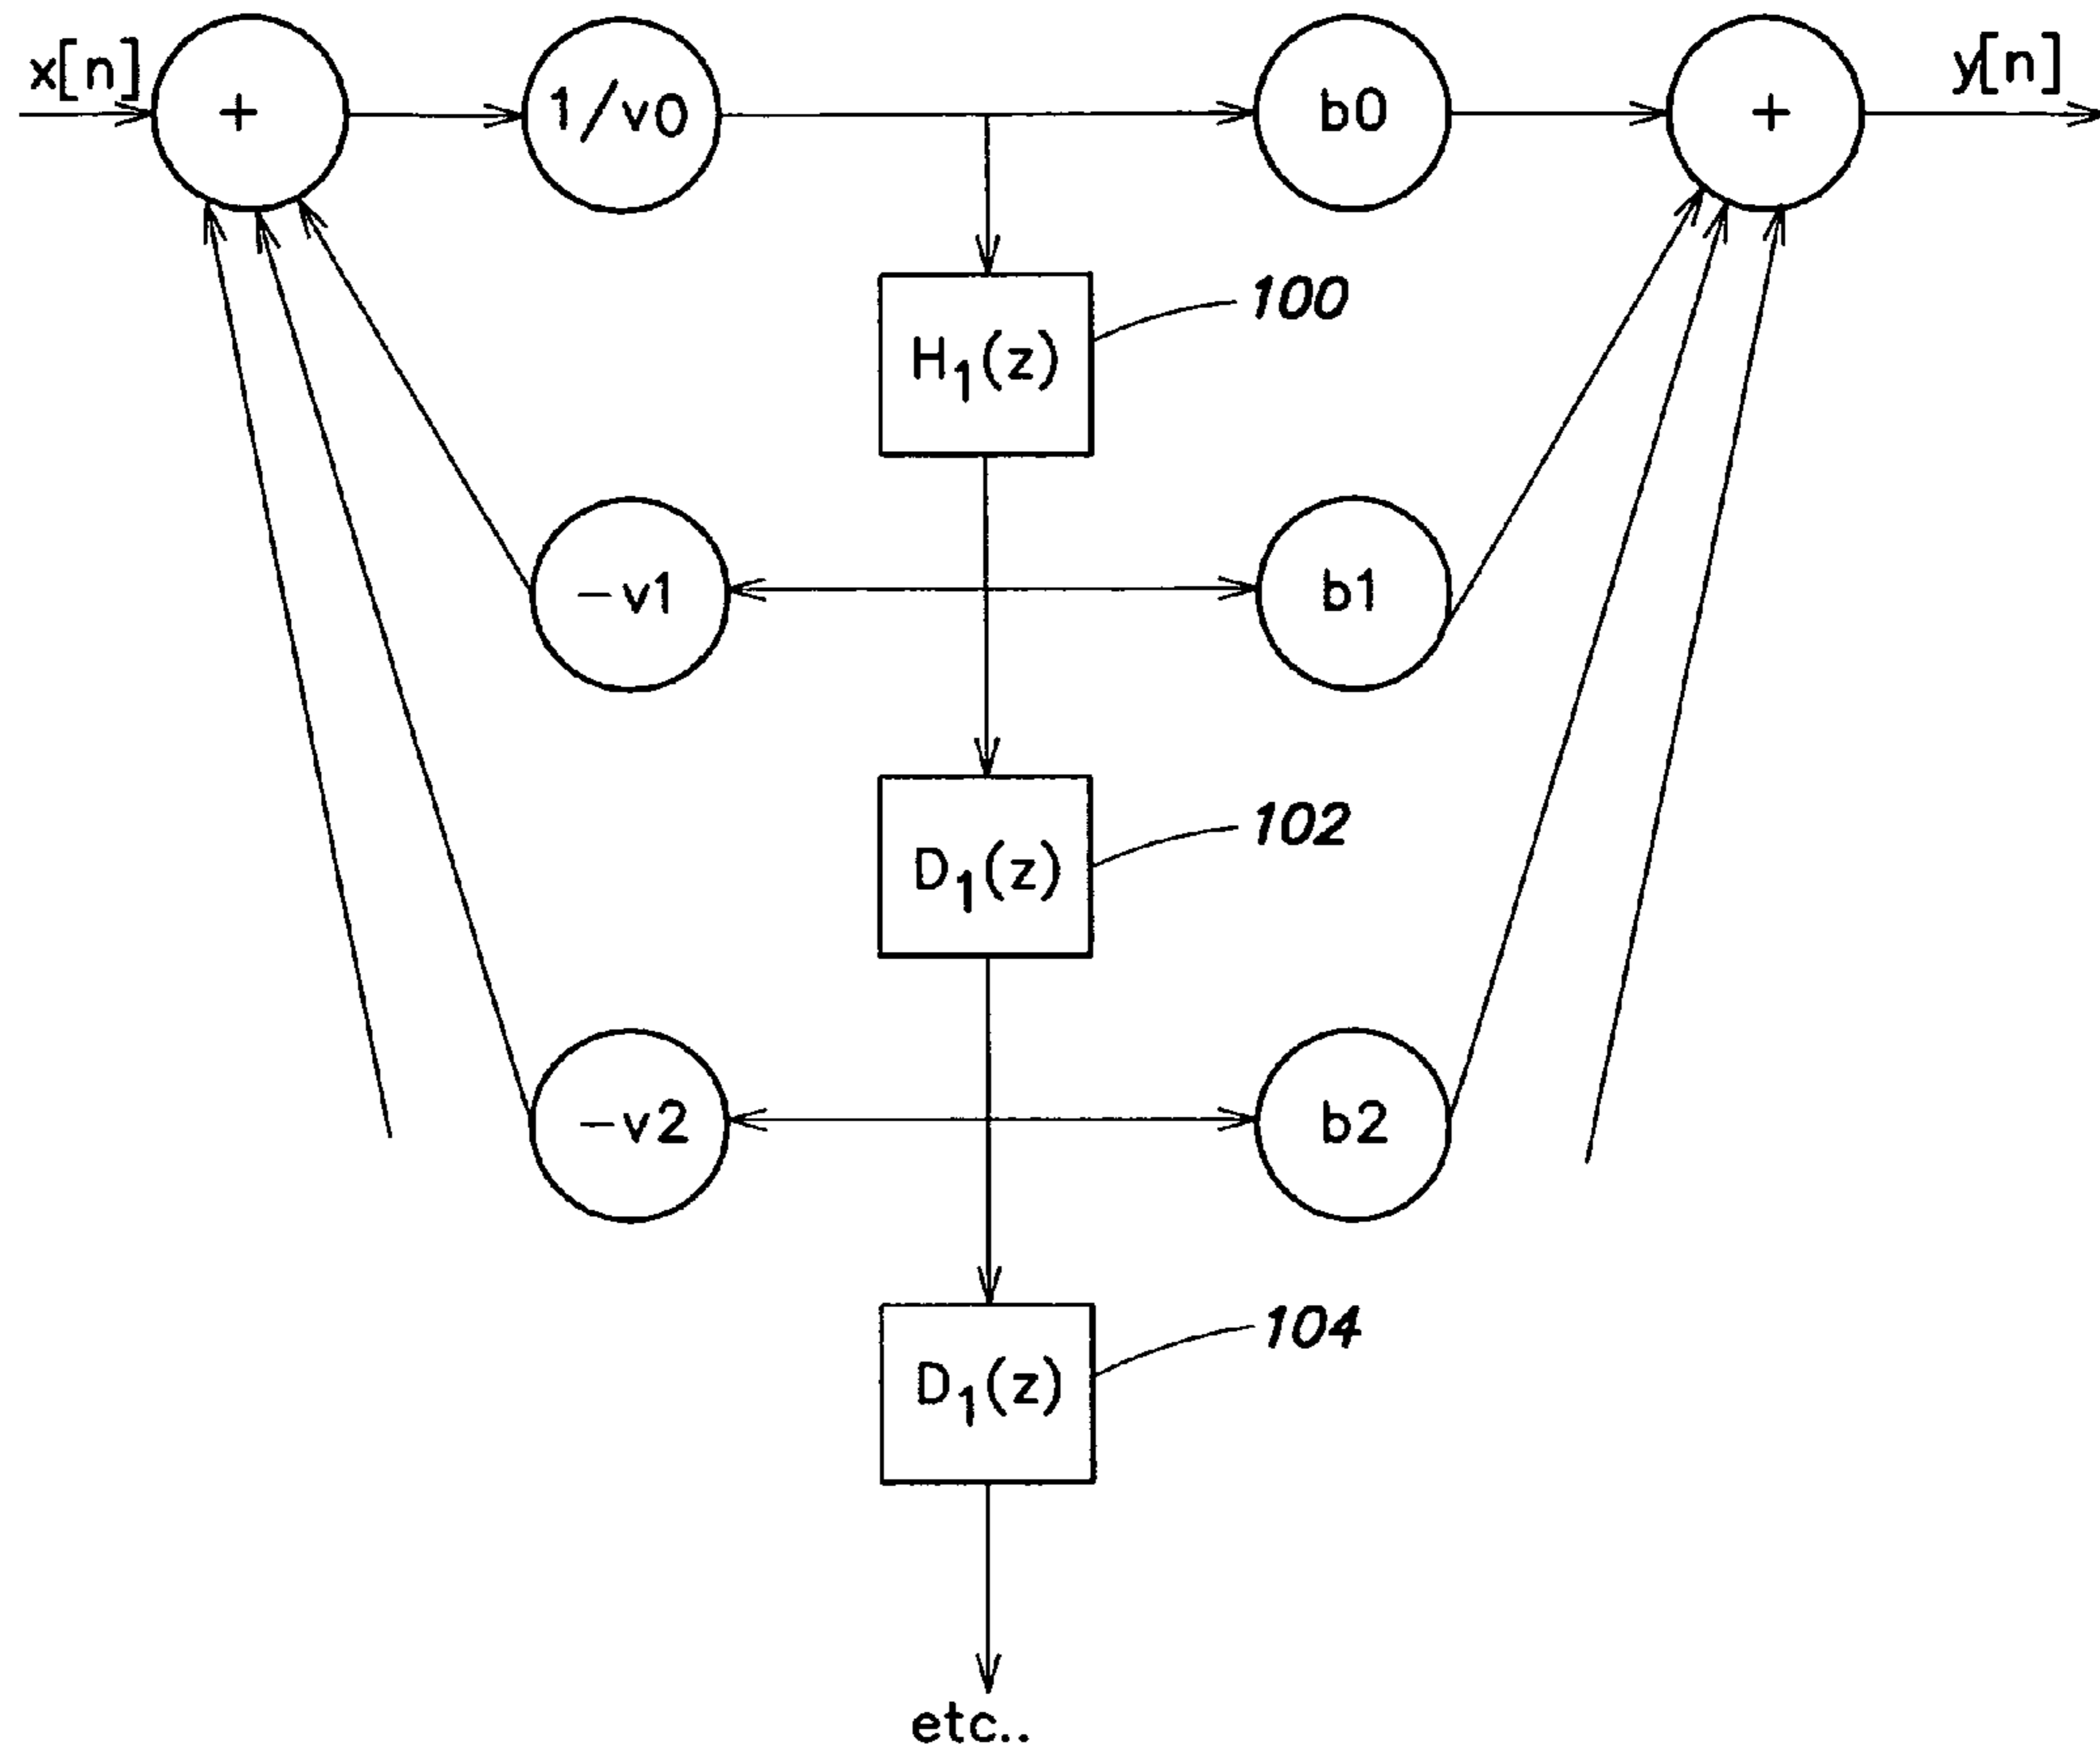 x[n]
+
1/v0
b0
+
y[n]
H1(z)
100
-v1
b1
D1(z)
102
-v2
b2
D1(z)
104
etc..